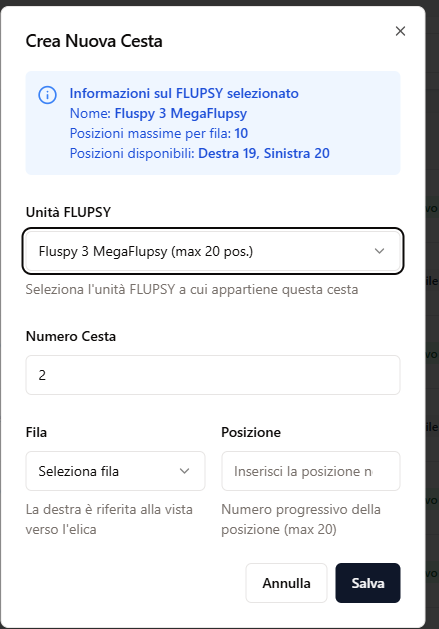 Crea Nuova Cesta
Informazioni sul FLUPSY selezionato
Nome: Fluspy 3 MegaFlupsy
Posizioni massime per fila: 10
Posizioni disponibili: Destra 19, Sinistra 20
Unità FLUPSY
Fluspy 3 MegaFlupsy (max 20 pos.)
Seleziona l'unità FLUPSY a cui appartiene questa cesta
Numero Cesta
2
Fila
Posizione
Seleziona fila
Inserisci la posizione n
La destra è riferita alla vista
verso l'elica
Numero progressivo della
posizione (max 20)
Annulla
Salva